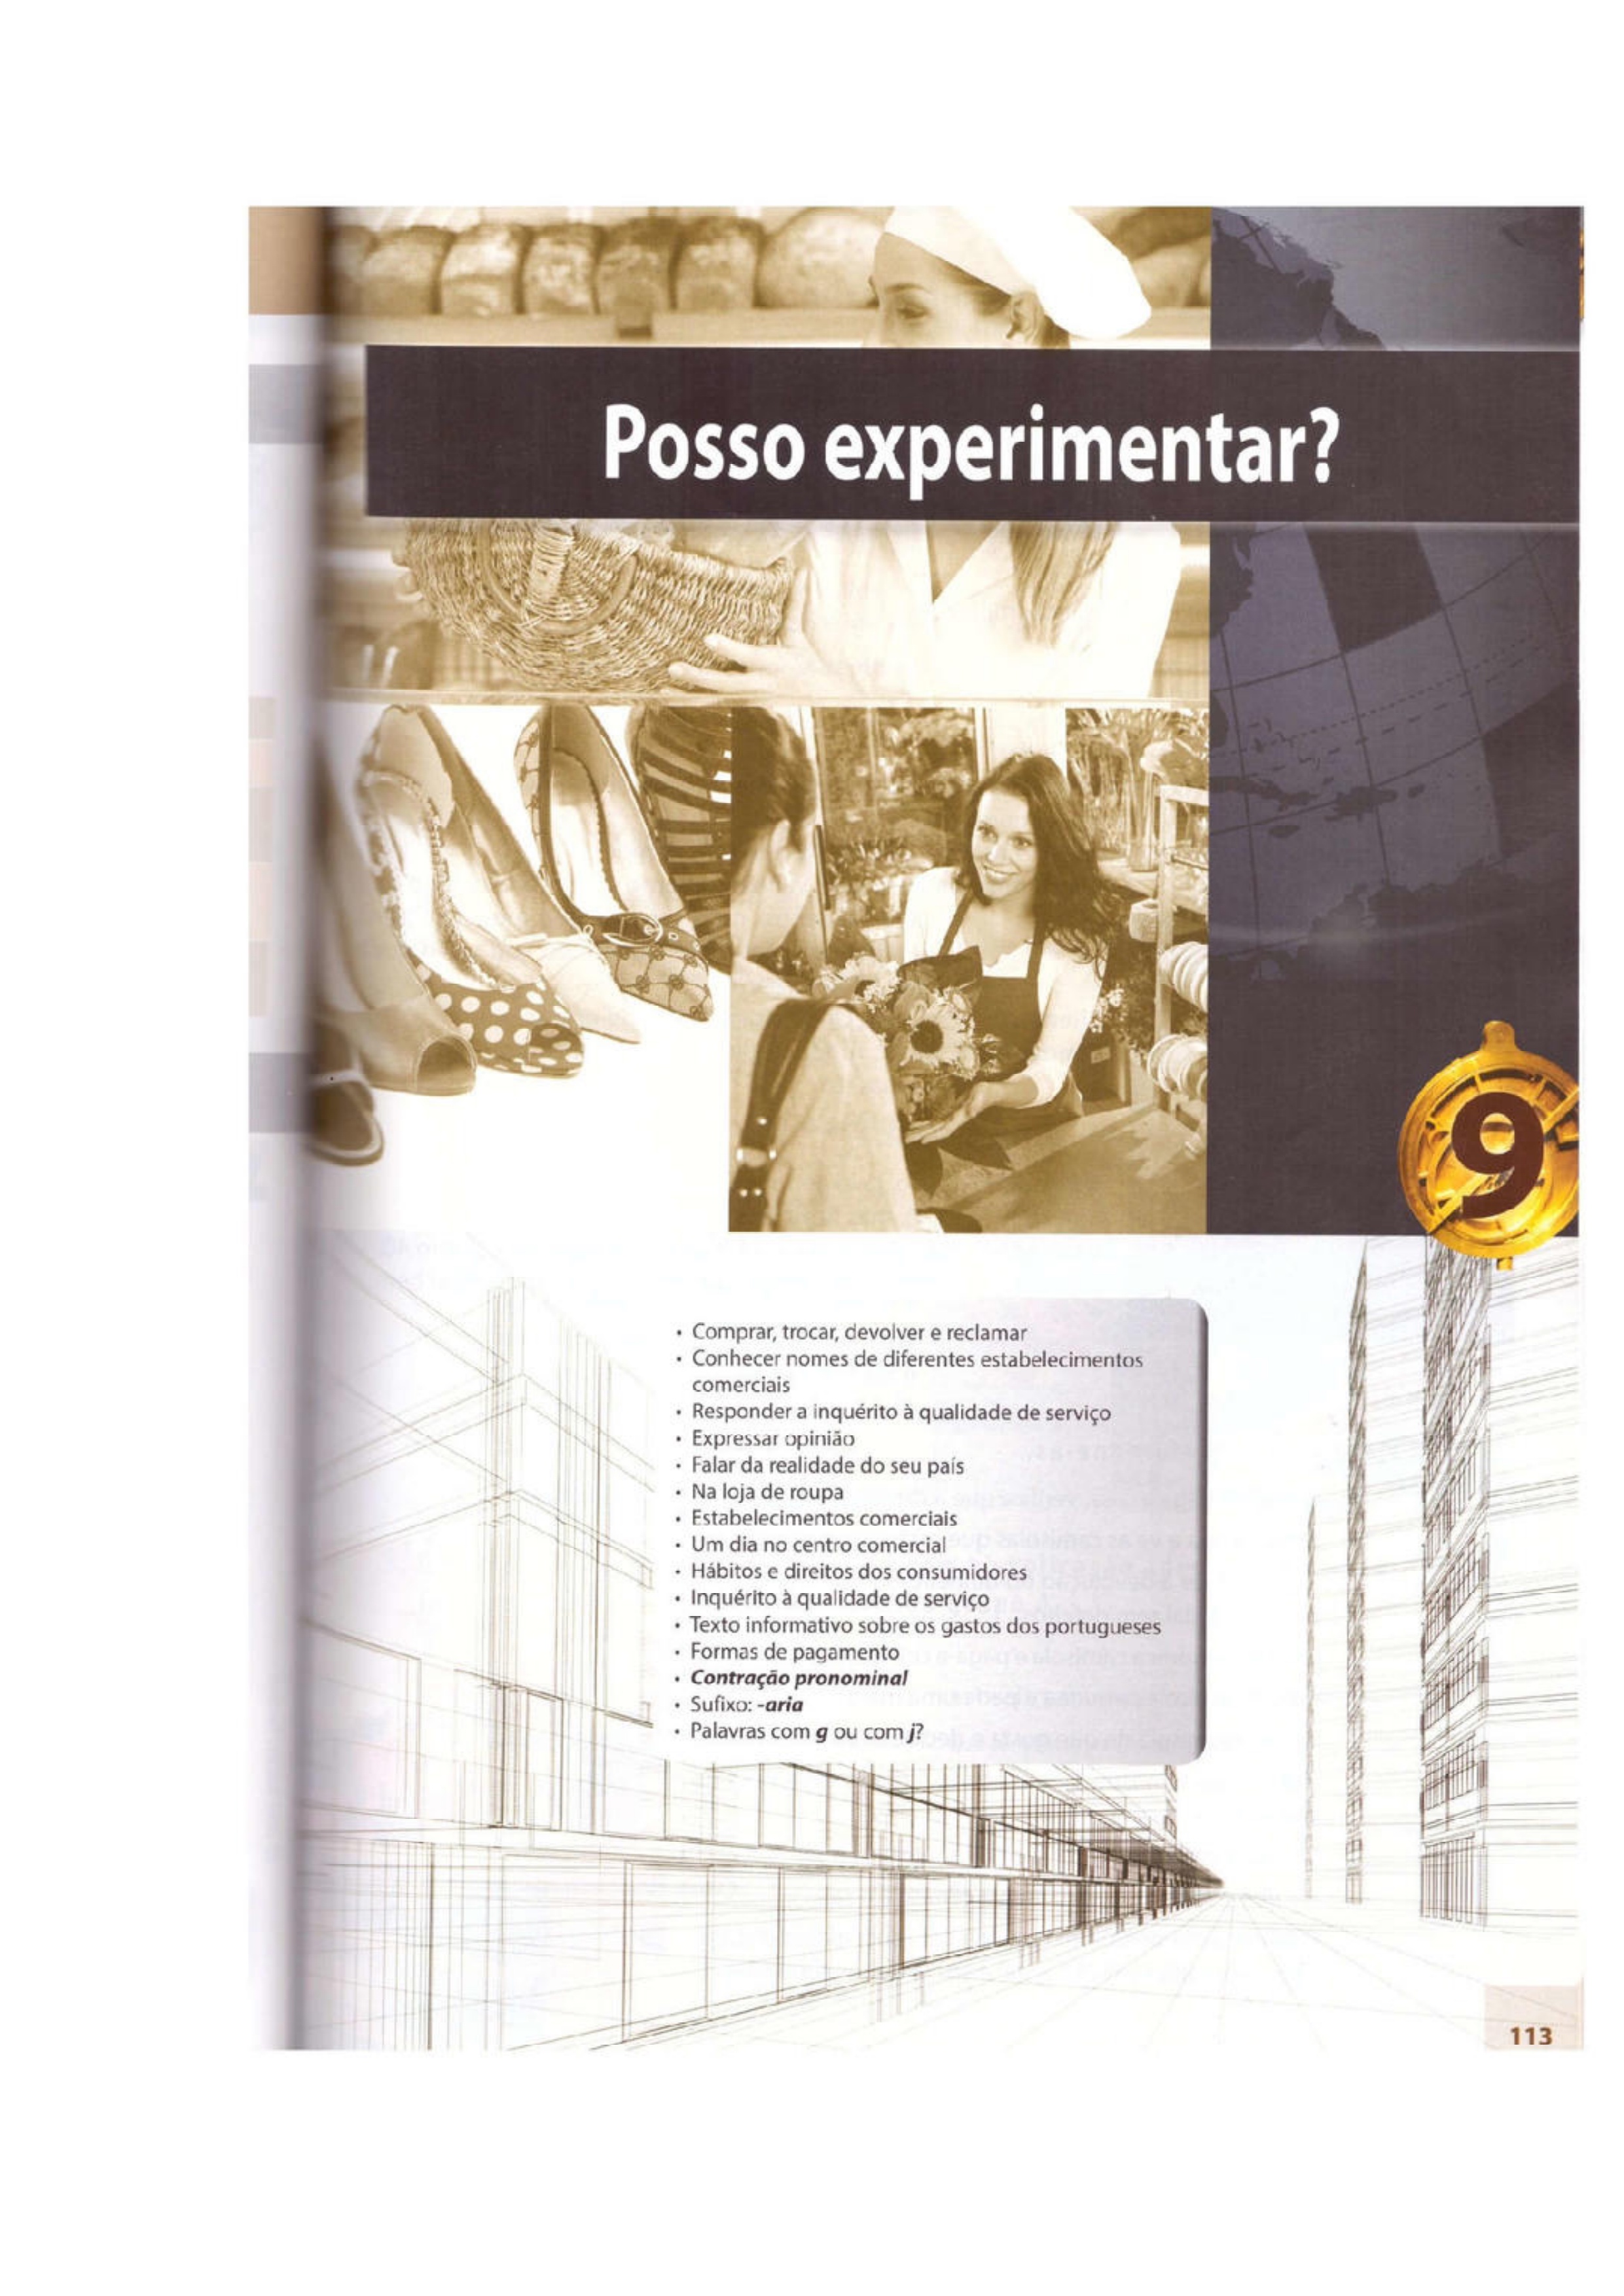 Posso experimentar?
9
• Comprar, trocar, devolver e reclamar
• Conhecer nomes de diferentes estabelecimentos
comerciais
• Responder a inquérito à qualidade de serviço
• Expressar opinião
• Falar da realidade do seu país
• Na loja de roupa
• Estabelecimentos comerciais
• Um dia no centro comercial
• Hábitos e direitos dos consumidores
• Inquérito à qualidade de serviço
• Texto informativo sobre os gastos dos portugueses
• Formas de pagamento
• Contração pronominal
• Sufixo: -aria
• Palavras com g ou com j?
113